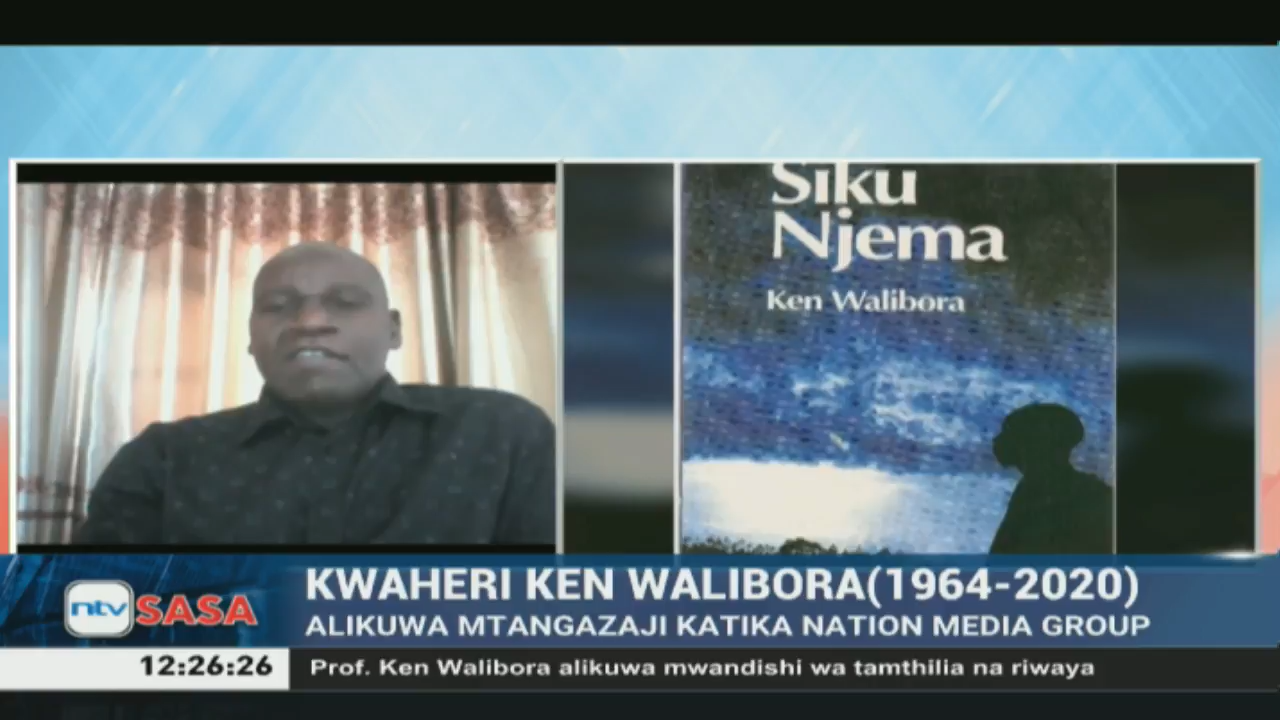 Siku
Njema
Ken Walibora
KWAHERI KEN WALIBORA(1964-2020)
ntv SASA
ALIKUWA MTANGAZAJI KATIKA NATION MEDIA GROUP
12:26:26
Prof. Ken Walibora alikuwa mwandishi wa tamthilia na riwaya